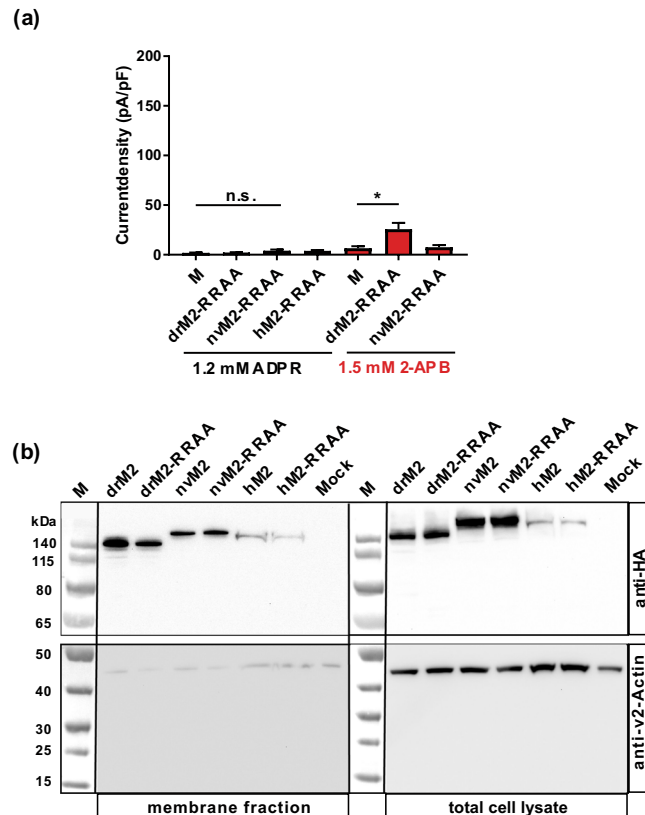 (a)
Currentdensity (pA/pF)
200
150
100
50
0
n.s.
*
M
drM2-RRAA
nvM2-RRAA
hM2-RRAA
M
drM2-RRAA
nvM2-RRAA
1.2 mM ADPR
1.5 mM 2-APB
(b)
M
drM2
drM2-RRAA
nvM2
nvM2-RRAA
hM2
hM2-RRAA
Mock
M
drM2
drM2-RRAA
nvM2
nvM2-RRAA
hM2
hM2-RRAA
Mock
kDa
140
115
80
65
anti-HA
50
40
30
25
15
anti-v2-Actin
membrane fraction
total cell lysate